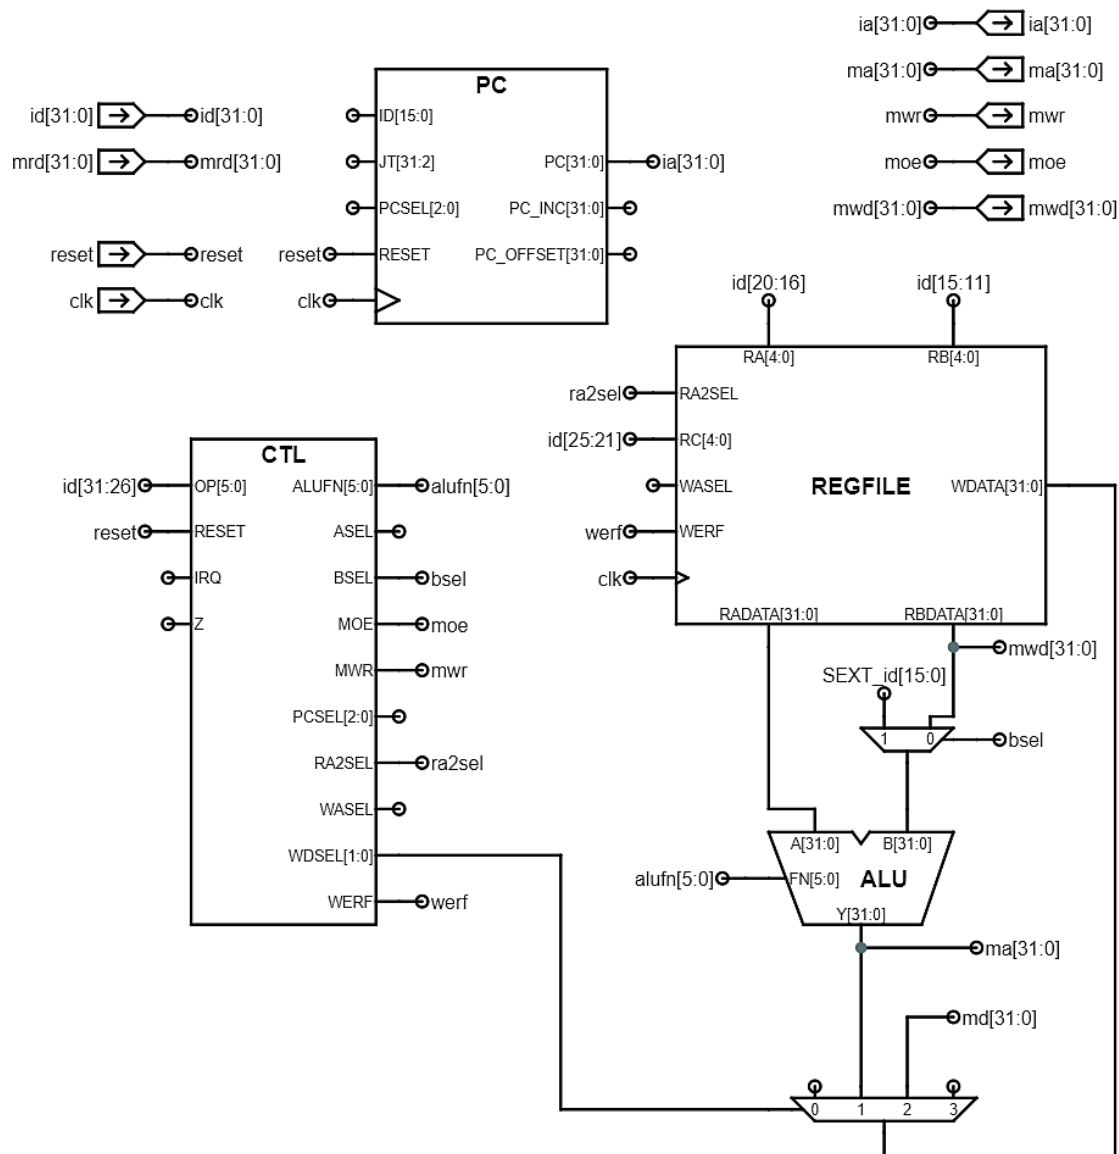 ia[31:0] ia[31:0]
ma[31:0] ma[31:0]
mwr mwr
moe moe
mwd[31:0] mwd[31:0]
id[31:0] id[31:0]
mrd[31:0] mrd[31:0]
reset reset
clk clk
PC
ID[15:0]
JT[31:2] PC[31:0] ia[31:0]
PCSEL[2:0] PC_INC[31:0]
reset RESET PC_OFFSET[31:0]
clk
id[20:16] id[15:11]
RA[4:0] RB[4:0]
ra2sel RA2SEL
id[25:21] RC[4:0]
WASEL REGFILE WDATA[31:0]
werf WERF
clk
RADATA[31:0] RBDATA[31:0]
mwd[31:0]
CTL
id[31:26] OP[5:0] ALUFN[5:0] alufn[5:0]
reset RESET ASEL
IRQ BSEL bsel
Z MOE moe
MWR mwr
PCSEL[2:0]
RA2SEL ra2sel
WASEL
WDSEL[1:0]
WERF werf
SEXT_id[15:0]
1 0 bsel
A[31:0] B[31:0]
alufn[5:0] FN[5:0] ALU
Y[31:0]
ma[31:0]
md[31:0]
0 1 2 3